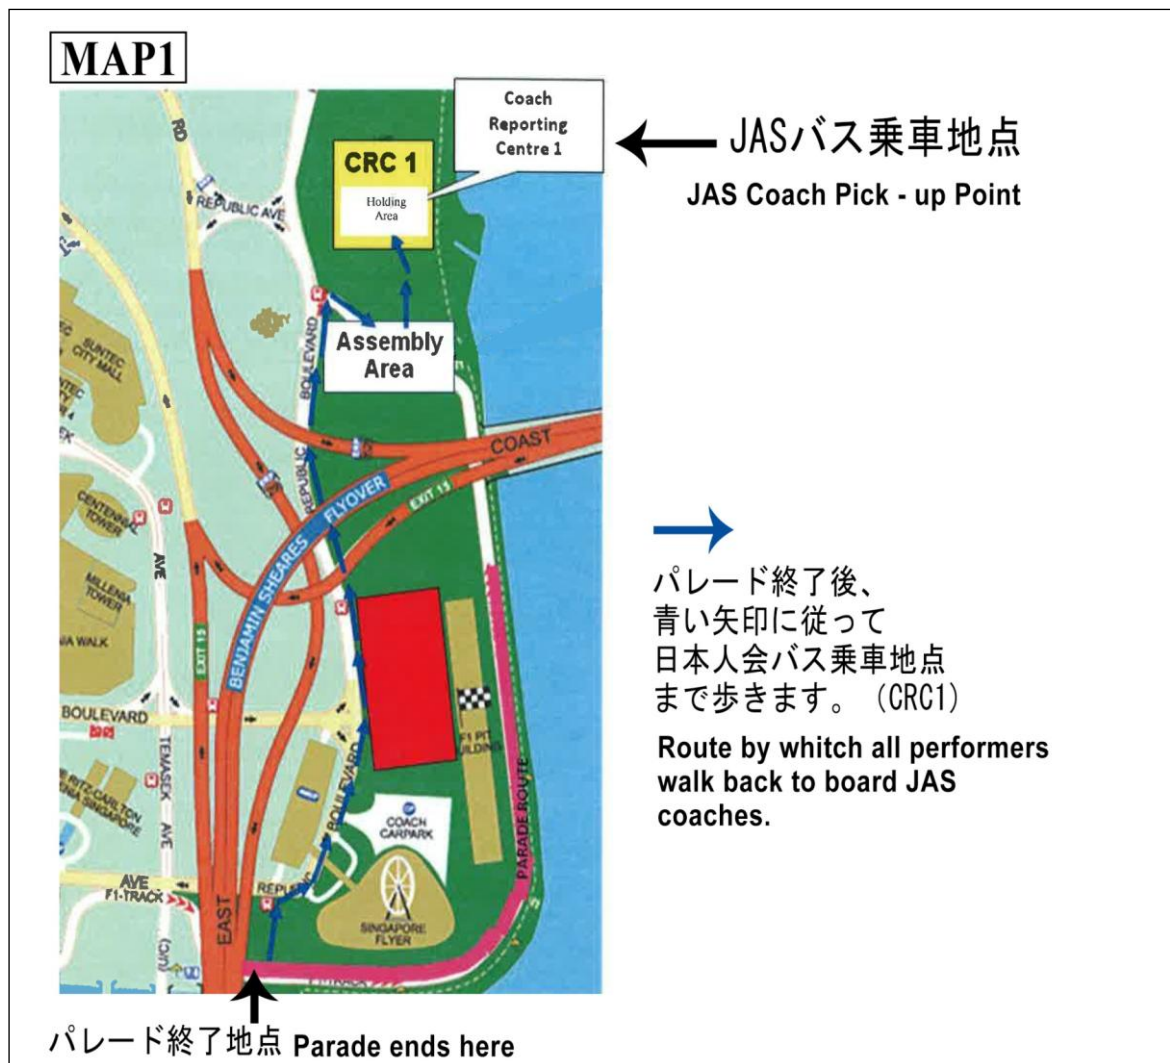 MAP1
Coach
Reporting
Centre 1
JASバス乗車地点
JAS Coach Pick - up Point
RD
CRC 1
Holding
Area
REPUBLIC AVE
Assembly
Area
BOULEVARD
REPUBLIC
SUNTEC
CITY MALL
COAST
EXIT 15
BENJAMIN SHEARES FLYOVER
CENTENNIAL
TOWER
AVE
MILLENIA
TOWER
NIA WALK
EXIT 15
BOULEVARD
TEMASEK
AVE
BOULEVARD
F1 PIT
BUILDING
COACH
CARPARK
PARADE ROUTE
SINGAPORE
FLYER
AVE
F1-TRACK
EAST
(U/C)
パレード終了後、
青い矢印に従って
日本人会バス乗車地点
まで歩きます。（CRC1）
Route by whitch all performers
walk back to board JAS
coaches.
パレード終了地点 Parade ends here